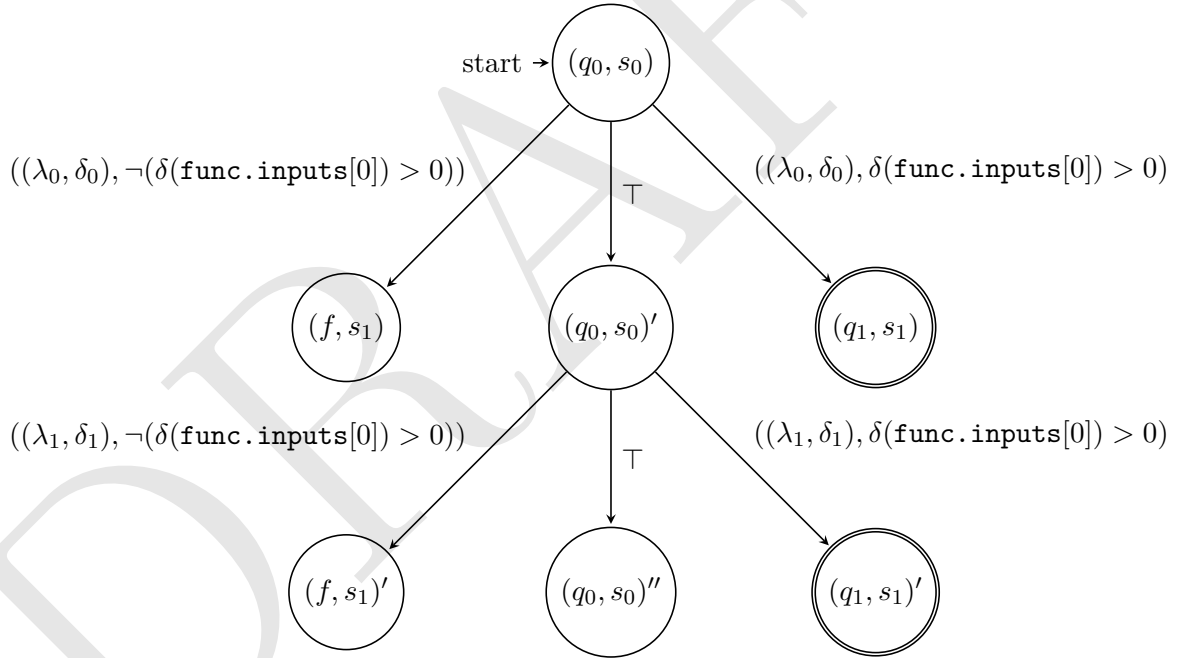 start (q₀, s₀)
((λ₀, δ₀), ¬(δ(func.inputs[0]) > 0)) ⊤ ((λ₀, δ₀), δ(func.inputs[0]) > 0)
(f, s₁) (q₀, s₀)′ (q₁, s₁)
((λ₁, δ₁), ¬(δ(func.inputs[0]) > 0)) ⊤ ((λ₁, δ₁), δ(func.inputs[0]) > 0)
(f, s₁)′ (q₀, s₀)″ (q₁, s₁)′
DRAF